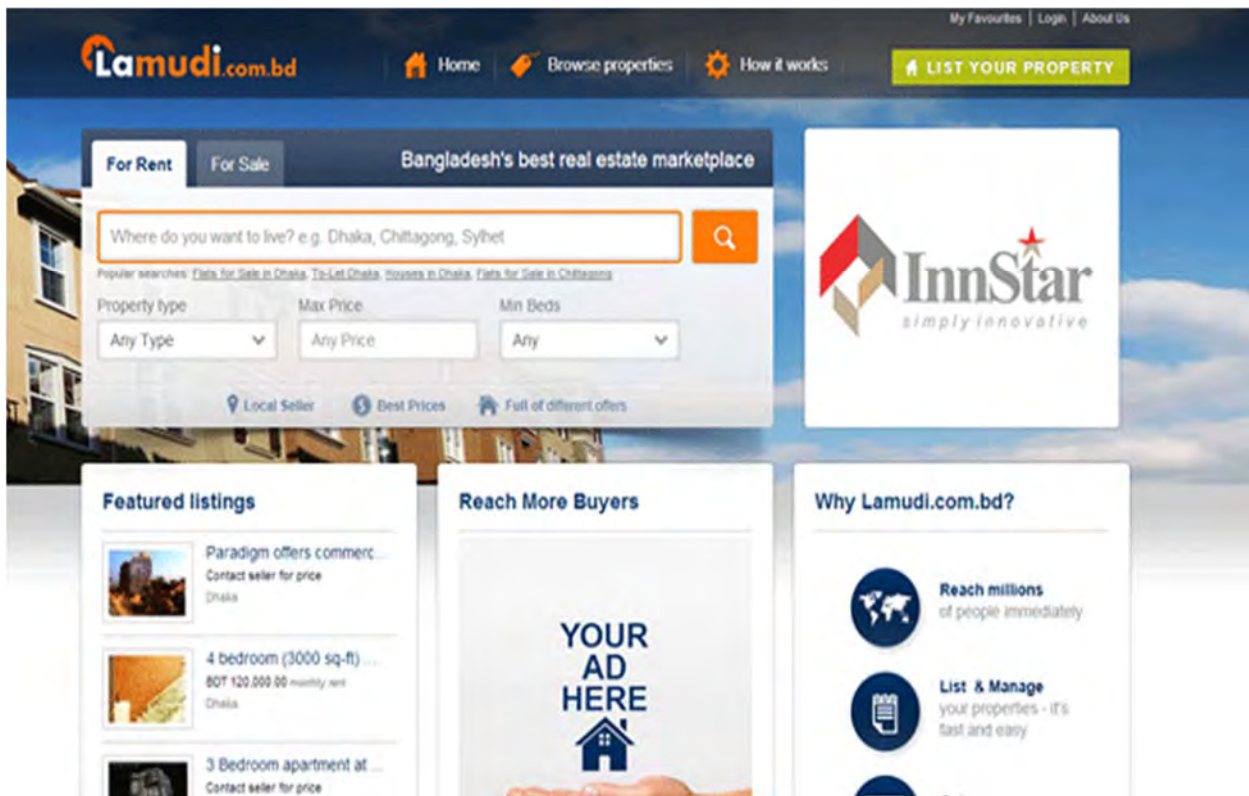 My Favourites | Login | About Us
Lamudi.com.bd
Home
Browse properties
How it works
LIST YOUR PROPERTY
For Rent
For Sale
Bangladesh's best real estate marketplace
Where do you want to live? e.g. Dhaka, Chittagong, Sylhet
Popular searches: Flats for Sale in Dhaka, To-Let Dhaka, Houses in Dhaka, Flats for Sale in Chittagong
Property type
Max Price
Min Beds
Any Type
Any Price
Any
Local Seller
Best Prices
Full of different offers
InnStar
simply innovative
Featured listings
Paradigm offers commerc...
Contact seller for price
Dhaka
4 bedroom (3000 sq-ft) ...
BDT 120,000.00 monthly rent
Dhaka
3 Bedroom apartment at ...
Contact seller for price
Reach More Buyers
YOUR
AD
HERE
Why Lamudi.com.bd?
Reach millions
of people immediately
List & Manage
your properties - it's
fast and easy